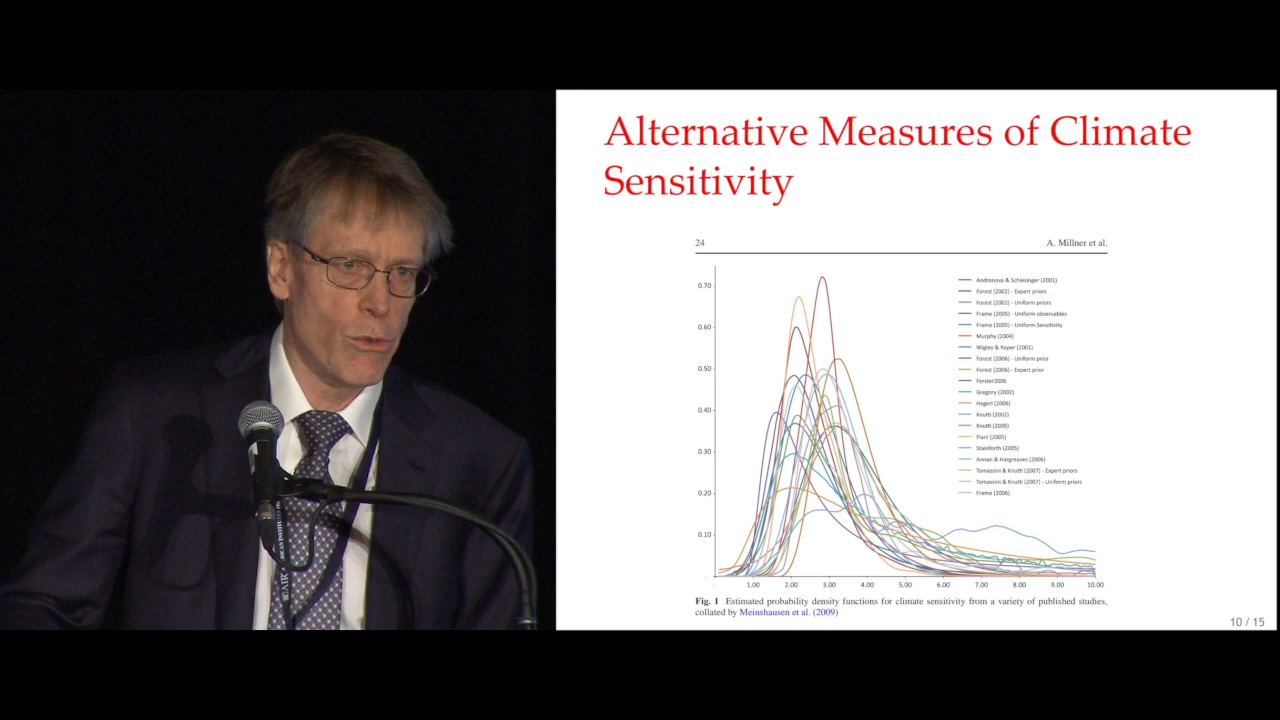 Alternative Measures of Climate
Sensitivity
24
A. Millner et al.
0.70
0.60
0.50
0.40
0.30
0.20
0.10
-
1.00 2.00 3.00 4.00 5.00 6.00 7.00 8.00 9.00 10.00
Andronova & Schlesinger (2001)
Forest (2002) - Expert priors
Forest (2002) - Uniform priors
Frame (2005) - Uniform observables
Frame (2005) - Uniform Sensitivity
Murphy (2004)
Wigley & Raper (2001)
Forest (2006) - Uniform prior
Forest (2006) - Expert prior
Forster2006
Gregory (2002)
Hegerl (2006)
Knutti (2002)
Knutti (2005)
Piani (2005)
Stainforth (2005)
Annan & Hargreaves (2006)
Tomassini & Knutti (2007) - Expert priors
Tomassini & Knutti (2007) - Uniform priors
Frame (2006)
Fig. 1 Estimated probability density functions for climate sensitivity from a variety of published studies,
collated by Meinshausen et al. (2009)
10 / 15